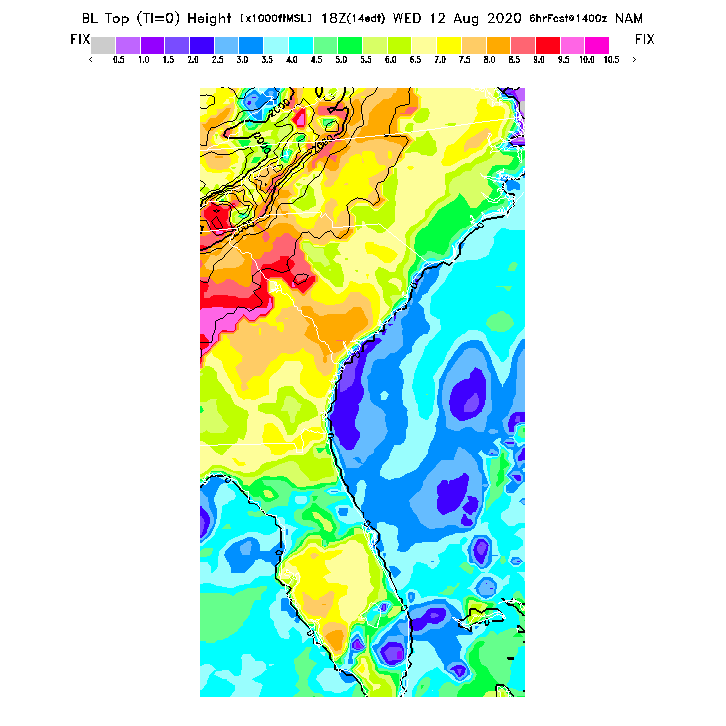 BL Top (TI=0) Height [x1000ftMSL] 18Z(14edt) WED 12 Aug 2020 6hrFcst@1400z NAM
FIX FIX
< 0.5 1.0 1.5 2.0 2.5 3.0 3.5 4.0 4.5 5.0 5.5 6.0 6.5 7.0 7.5 8.0 8.5 9.0 9.5 10.0 10.5 >
2000